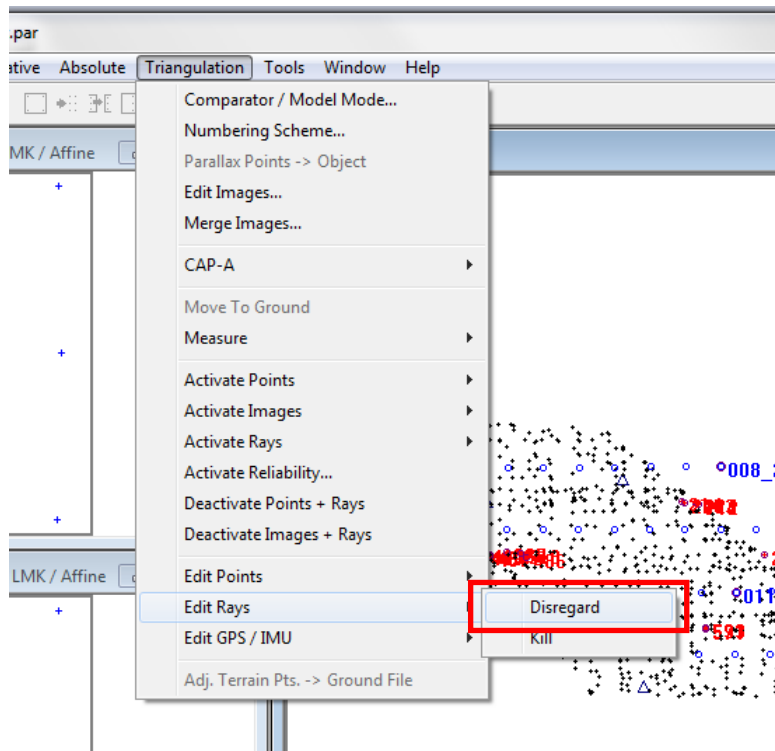 .par
ative Absolute Triangulation Tools Window Help
Comparator / Model Mode...
Numbering Scheme...
MK / Affine
Parallax Points -> Object
Edit Images...
Merge Images...
CAP-A
Move To Ground
Measure
Activate Points
Activate Images
Activate Rays
008_
Activate Reliability...
Deactivate Points + Rays
Deactivate Images + Rays
LMK / Affine
Edit Points
Edit Rays
Disregard
011
Edit GPS / IMU
Kill
Adj. Terrain Pts. -> Ground File